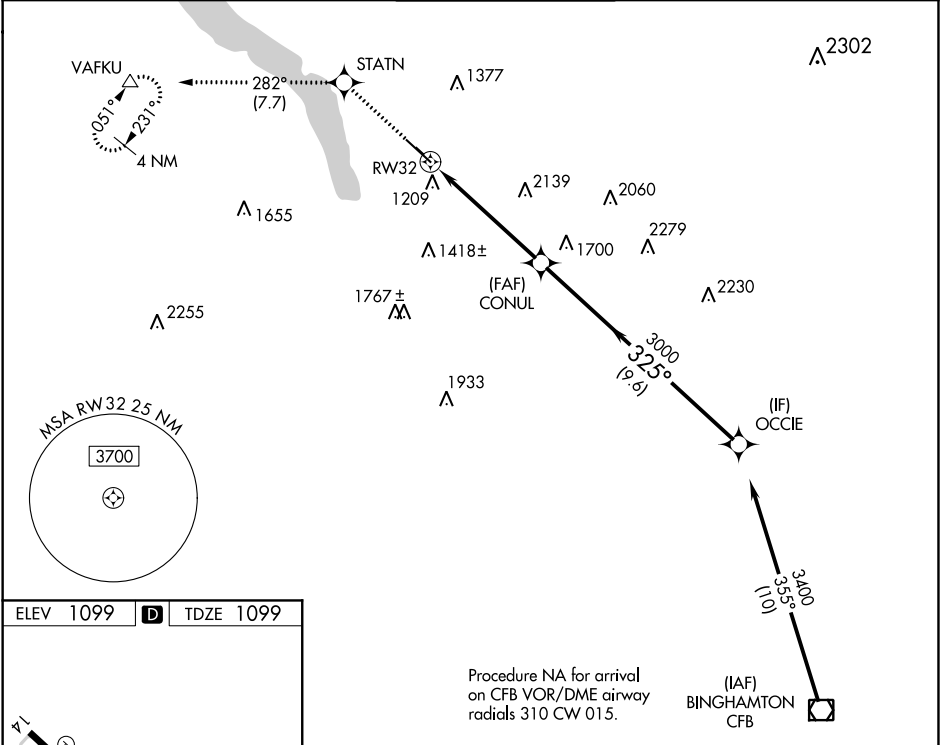 2302
STATN
VAFKU
1377
282°
(7.7)
051°
231°
4 NM
RW32
1209
2139
2060
1655
1418±
1700
2279
(FAF)
CONUL
2230
1767 ±
2255
3000
325°
(9.6)
1933
(IF)
OCCIE
MSA RW32 25 NM
3700
3400
355°
(10)
ELEV 1099 D TDZE 1099
Procedure NA for arrival
on CFB VOR/DME airway
radials 310 CW 015.
(IAF)
BINGHAMTON
CFB
14